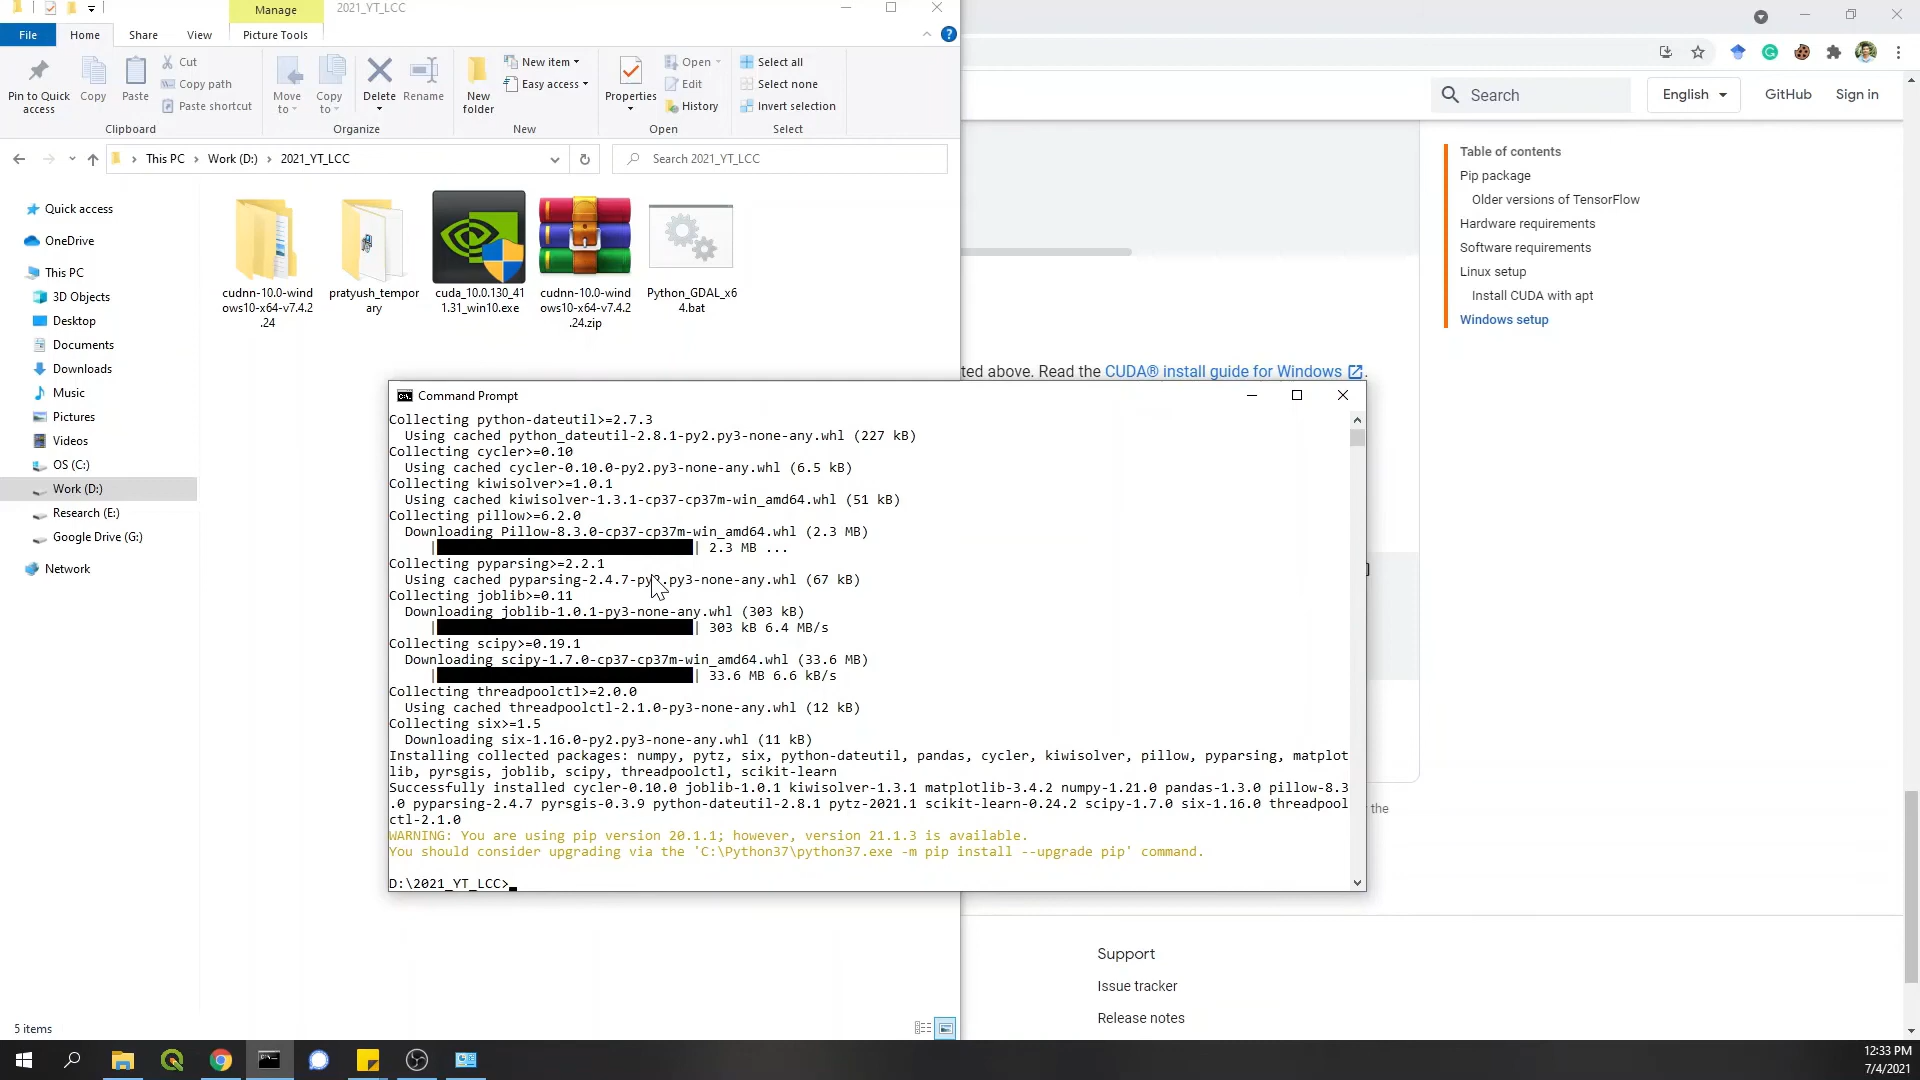 Manage
2021_YT_LCC
File
Home
Share
View
Picture Tools
Pin to Quick
access
Copy
Paste
Cut
Copy path
Paste shortcut
Clipboard
Move
to
Copy
to
Delete
Rename
Organize
New
folder
New item
Easy access
New
Properties
Open
Edit
History
Open
Select all
Select none
Invert selection
Select
This PC
Work (D:)
2021_YT_LCC
Search 2021_YT_LCC
Quick access
OneDrive
This PC
3D Objects
Desktop
Documents
Downloads
Music
Pictures
Videos
OS (C:)
Work (D:)
Research (E:)
Google Drive (G:)
Network
cudnn-10.0-wind
ows10-x64-v7.4.2
.24
pratyush_tempor
ary
cuda_10.0.130_41
1.31_win10.exe
cudnn-10.0-wind
ows10-x64-v7.4.2
.24.zip
Python_GDAL_x6
4.bat
5 items
Search
English
GitHub
Sign in
Table of contents
Pip package
Older versions of TensorFlow
Hardware requirements
Software requirements
Linux setup
Install CUDA with apt
Windows setup
ted above. Read the CUDA® install guide for Windows.
the
Support
Issue tracker
Release notes
Command Prompt
Collecting python-dateutil>=2.7.3
Using cached python_dateutil-2.8.1-py2.py3-none-any.whl (227 kB)
Collecting cycler>=0.10
Using cached cycler-0.10.0-py2.py3-none-any.whl (6.5 kB)
Collecting kiwisolver>=1.0.1
Using cached kiwisolver-1.3.1-cp37-cp37m-win_amd64.whl (51 kB)
Collecting pillow>=6.2.0
Downloading Pillow-8.3.0-cp37-cp37m-win_amd64.whl (2.3 MB)
| | 2.3 MB ...
Collecting pyparsing>=2.2.1
Using cached pyparsing-2.4.7-py2.py3-none-any.whl (67 kB)
Collecting joblib>=0.11
Downloading joblib-1.0.1-py3-none-any.whl (303 kB)
| | 303 kB 6.4 MB/s
Collecting scipy>=0.19.1
Downloading scipy-1.7.0-cp37-cp37m-win_amd64.whl (33.6 MB)
| | 33.6 MB 6.6 kB/s
Collecting threadpoolctl>=2.0.0
Using cached threadpoolctl-2.1.0-py3-none-any.whl (12 kB)
Collecting six>=1.5
Downloading six-1.16.0-py2.py3-none-any.whl (11 kB)
Installing collected packages: numpy, pytz, six, python-dateutil, pandas, cycler, kiwisolver, pillow, pyparsing, matplot
lib, pyrsgis, joblib, scipy, threadpoolctl, scikit-learn
Successfully installed cycler-0.10.0 joblib-1.0.1 kiwisolver-1.3.1 matplotlib-3.4.2 numpy-1.21.0 pandas-1.3.0 pillow-8.3
.0 pyparsing-2.4.7 pyrsgis-0.3.9 python-dateutil-2.8.1 pytz-2021.1 scikit-learn-0.24.2 scipy-1.7.0 six-1.16.0 threadpool
ctl-2.1.0
WARNING: You are using pip version 20.1.1; however, version 21.1.3 is available.
You should consider upgrading via the 'C:\Python37\python37.exe -m pip install --upgrade pip' command.
D:\2021_YT_LCC>
12:33 PM
7/4/2021